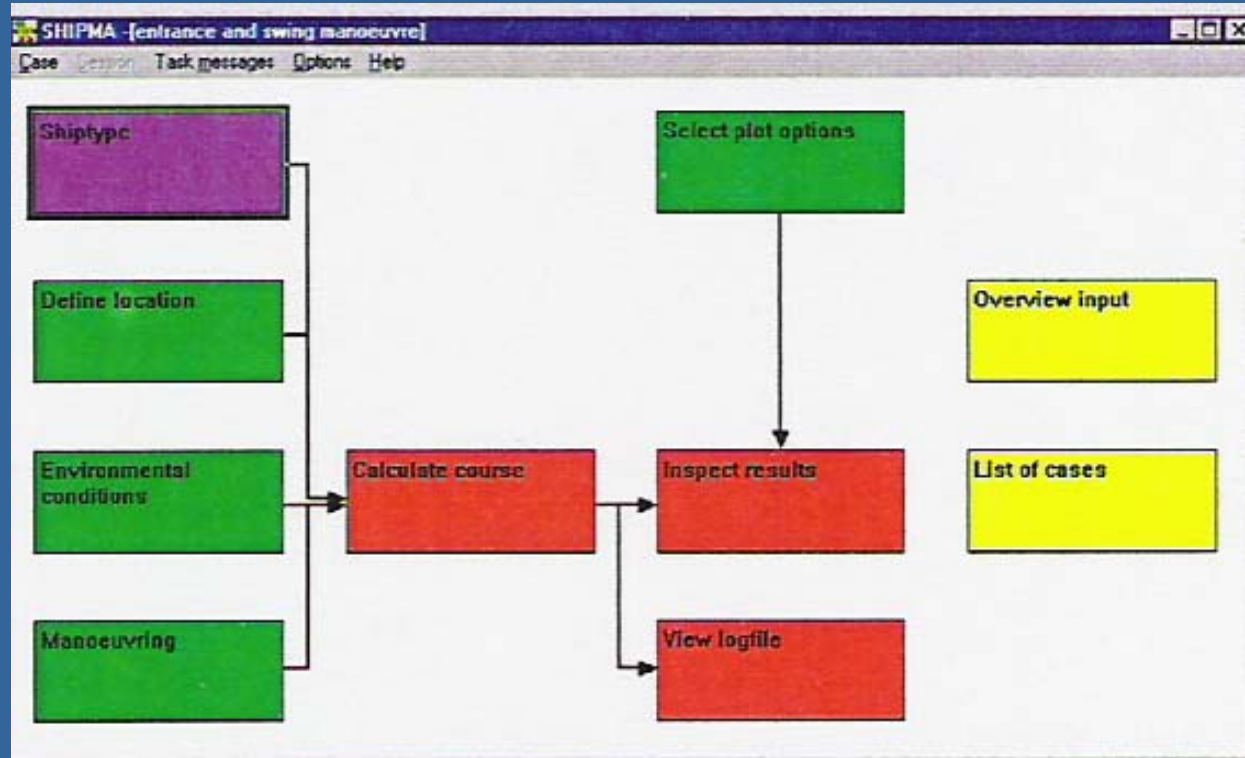 SHIPMA -[entrance and swing manoeuvre]
Case Session Task messages Options Help
Shiptype
Select plot options
Define location
Overview input
Environmental
conditions
Calculate course
Inspect results
List of cases
Manoeuvring
View logfile